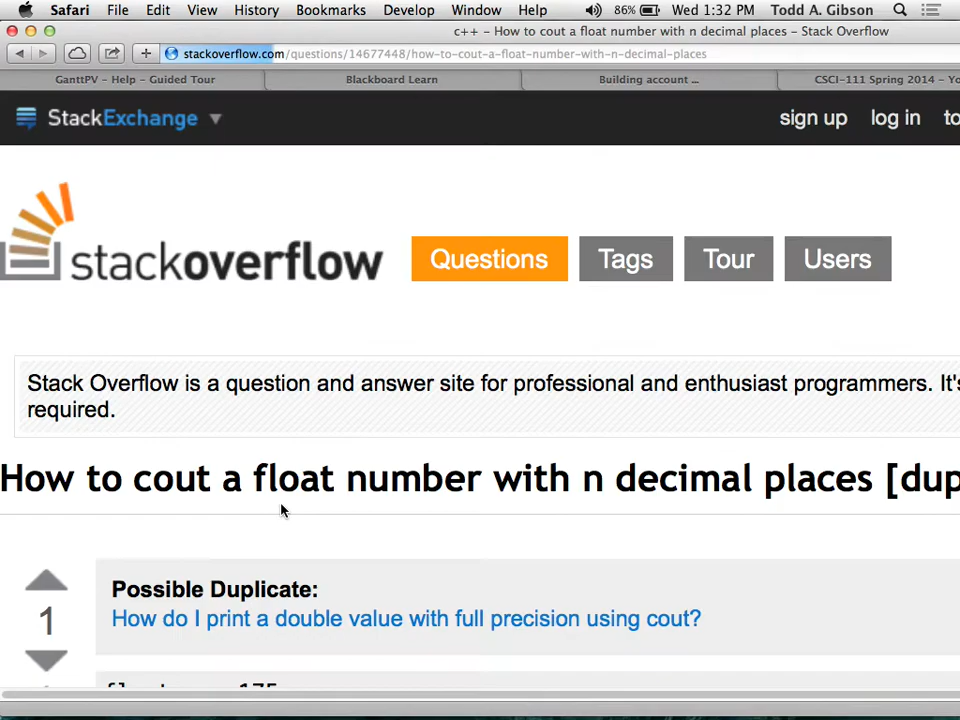 Safari File Edit View History Bookmarks Develop Window Help 86% Wed 1:32 PM Todd A. Gibson
c++ – How to cout a float number with n decimal places – Stack Overflow
stackoverflow.com/questions/14677448/how-to-cout-a-float-number-with-n-decimal-places
GanttPV – Help – Guided Tour Blackboard Learn Building account ... CSCI-111 Spring 2014 – Yo
StackExchange sign up log in to
stackoverflow Questions Tags Tour Users
Stack Overflow is a question and answer site for professional and enthusiast programmers. It's
required.
How to cout a float number with n decimal places [dup
Possible Duplicate:
1
How do I print a double value with full precision using cout?